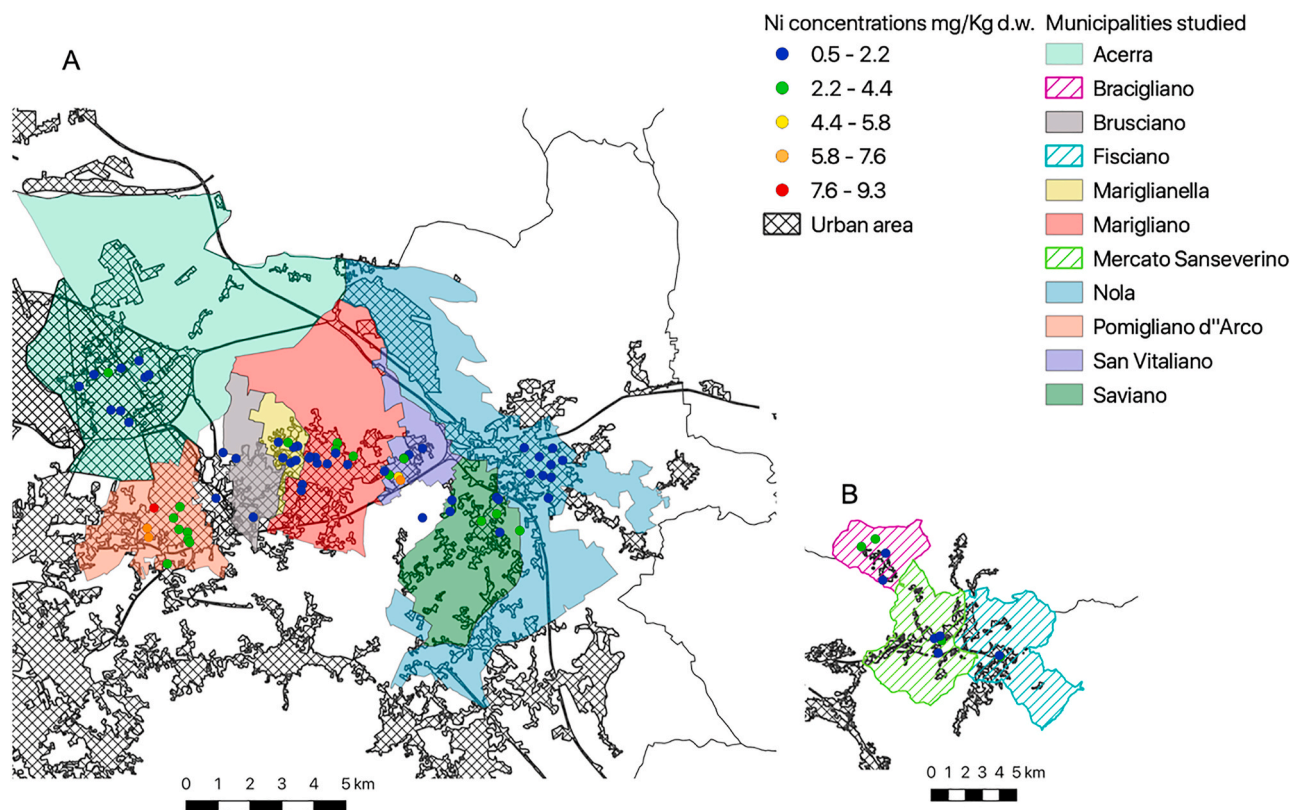 A
Ni concentrations mg/Kg d.w.
0.5 - 2.2
2.2 - 4.4
4.4 - 5.8
5.8 - 7.6
7.6 - 9.3
Urban area
Municipalities studied
Acerra
Bracigliano
Brusciano
Fisciano
Mariglianella
Marigliano
Mercato Sanseverino
Nola
Pomigliano d''Arco
San Vitaliano
Saviano
B
0 1 2 3 4 5 km
0 1 2 3 4 5 km